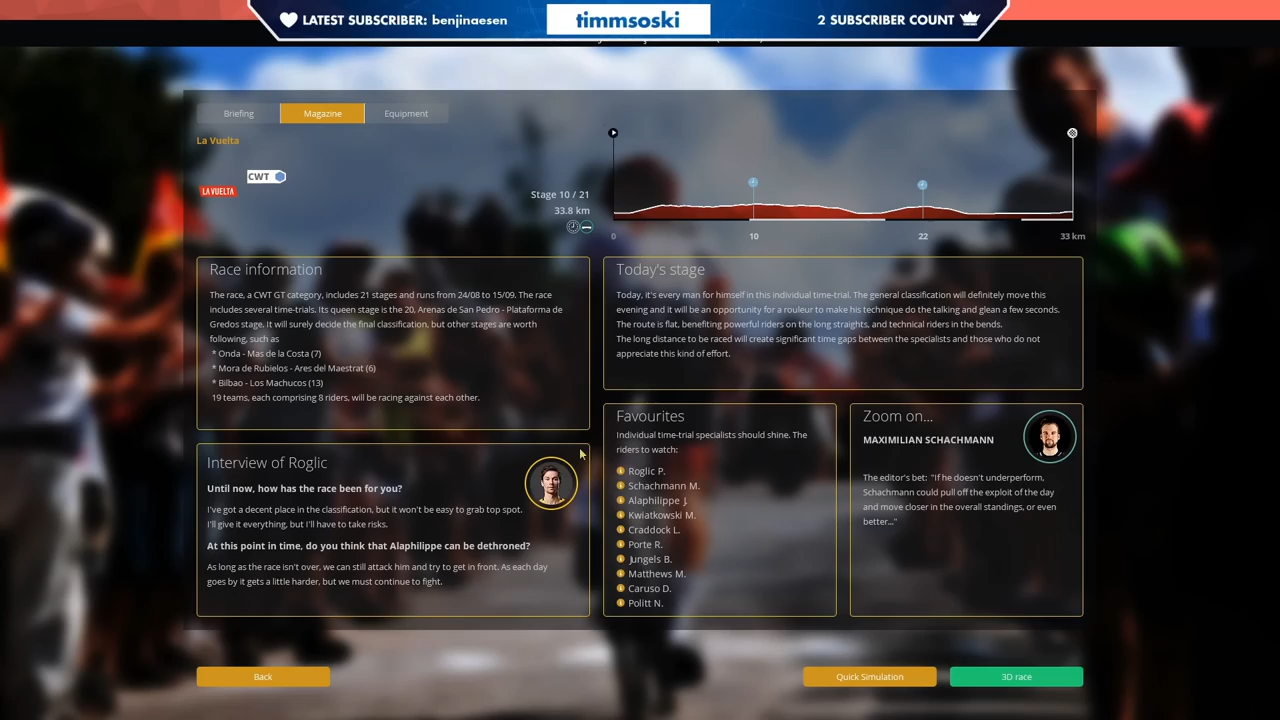 LATEST SUBSCRIBER: benjinaesen
timmsoski
2 SUBSCRIBER COUNT
Briefing
Magazine
Equipment
La Vuelta
CWT
LA VUELTA
Stage 10 / 21
33.8 km
0
10
22
33 km
Race information
The race, a CWT GT category, includes 21 stages and runs from 24/08 to 15/09. The race
includes several time-trials. Its queen stage is the 20, Arenas de San Pedro - Plataforma de
Gredos stage. It will surely decide the final classification, but other stages are worth
following, such as
* Onda - Mas de la Costa (7)
* Mora de Rubielos - Ares del Maestrat (6)
* Bilbao - Los Machucos (13)
19 teams, each comprising 8 riders, will be racing against each other.
Today's stage
Today, it's every man for himself in this individual time-trial. The general classification will definitely move this
evening and it will be an opportunity for a rouleur to make his technique do the talking and glean a few seconds.
The route is flat, benefiting powerful riders on the long straights, and technical riders in the bends.
The long distance to be raced will create significant time gaps between the specialists and those who do not
appreciate this kind of effort.
Interview of Roglic
Until now, how has the race been for you?
I've got a decent place in the classification, but it won't be easy to grab top spot.
I'll give it everything, but I'll have to take risks.
At this point in time, do you think that Alaphilippe can be dethroned?
As long as the race isn't over, we can still attack him and try to get in front. As each day
goes by it gets a little harder, but we must continue to fight.
Favourites
Individual time-trial specialists should shine. The
riders to watch:
Roglic P.
Schachmann M.
Alaphilippe J.
Kwiatkowski M.
Craddock L.
Porte R.
Jungels B.
Matthews M.
Caruso D.
Politt N.
Zoom on...
MAXIMILIAN SCHACHMANN
The editor's bet: "If he doesn't underperform,
Schachmann could pull off the exploit of the day
and move closer in the overall standings, or even
better..."
Back
Quick Simulation
3D race